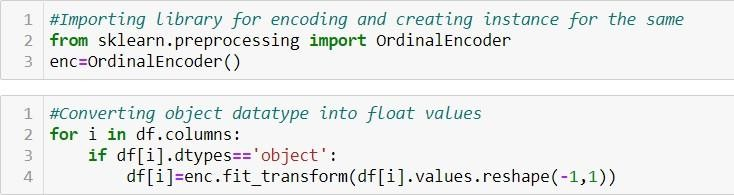 1 #Importing library for encoding and creating instance for the same
2 from sklearn.preprocessing import OrdinalEncoder
3 enc=OrdinalEncoder()
1 #Converting object datatype into float values
2 for i in df.columns:
3     if df[i].dtypes=='object':
4         df[i]=enc.fit_transform(df[i].values.reshape(-1,1))